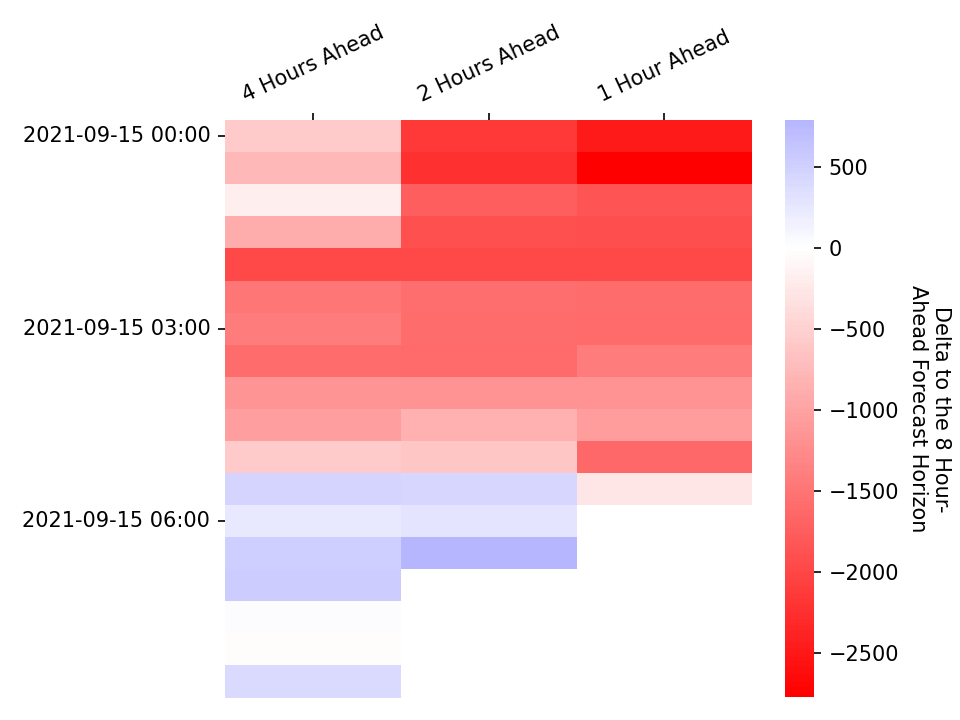 4 Hours Ahead
2 Hours Ahead
1 Hour Ahead
2021-09-15 00:00
2021-09-15 03:00
2021-09-15 06:00
500
0
−500
−1000
−1500
−2000
−2500
Delta to the 8 Hour-
Ahead Forecast Horizon